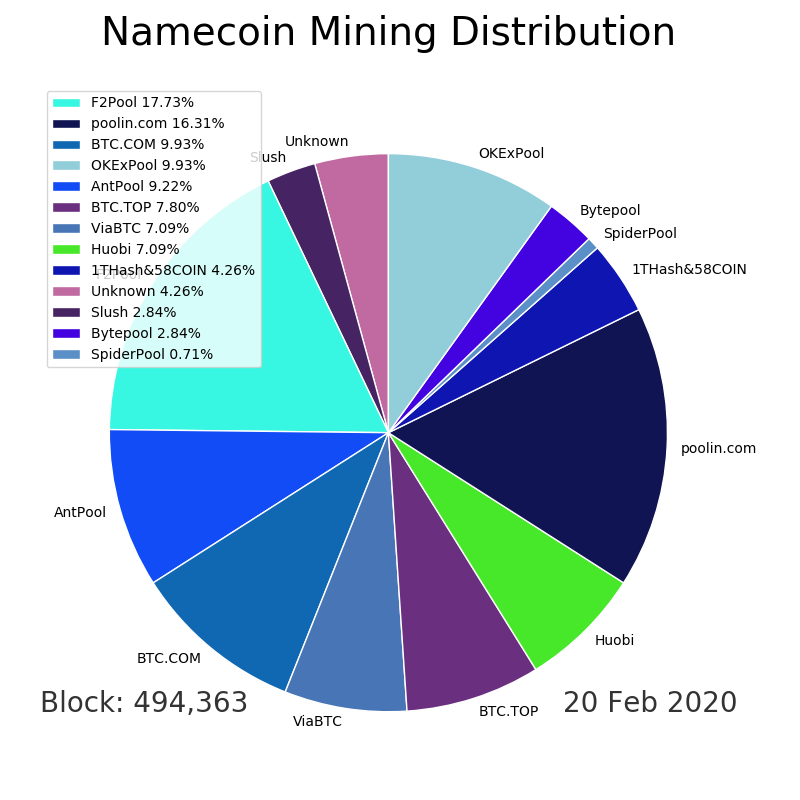 Namecoin Mining Distribution
F2Pool 17.73%
poolin.com 16.31%
BTC.COM 9.93%
OKExPool 9.93%
AntPool 9.22%
BTC.TOP 7.80%
ViaBTC 7.09%
Huobi 7.09%
1THash&58COIN 4.26%
Unknown 4.26%
Slush 2.84%
Bytepool 2.84%
SpiderPool 0.71%
Unknown
Slush
OKExPool
Bytepool
SpiderPool
1THash&58COIN
F2Pool
poolin.com
AntPool
Huobi
BTC.COM
ViaBTC
BTC.TOP
Block: 494,363
20 Feb 2020